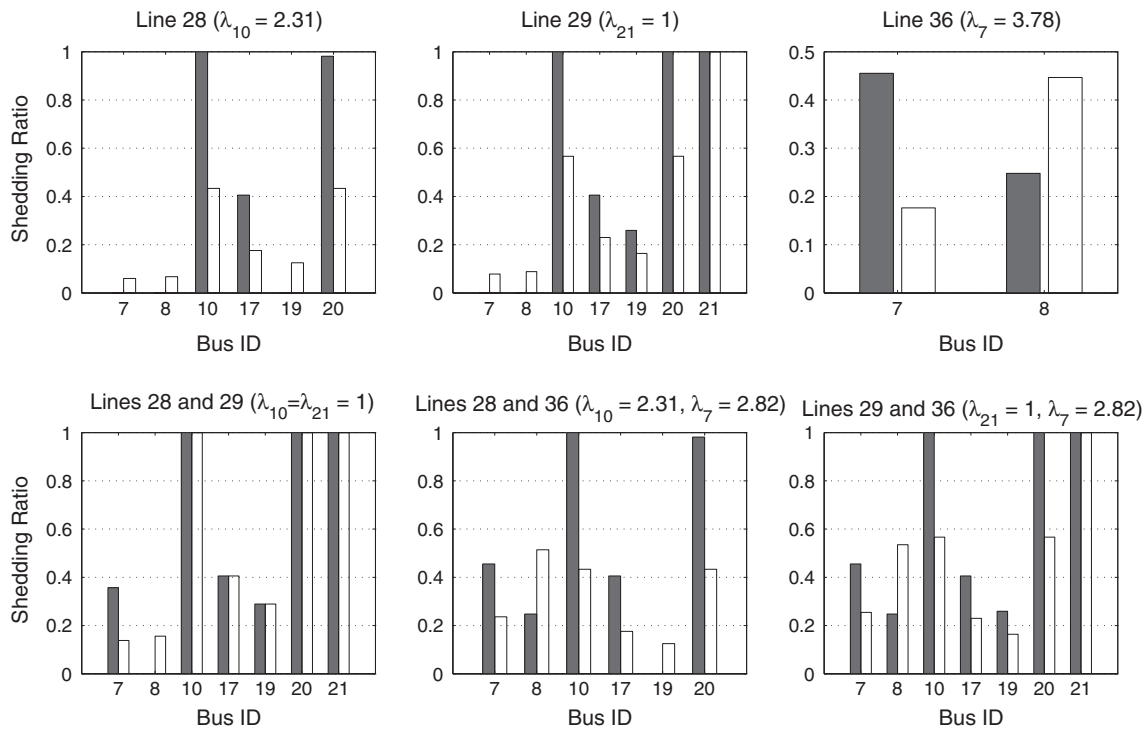 Line 28 (λ10 = 2.31)
Shedding Ratio
1
0.8
0.6
0.4
0.2
0
7 8 10 17 19 20
Bus ID
Line 29 (λ21 = 1)
1
0.8
0.6
0.4
0.2
0
7 8 10 17 19 20 21
Bus ID
Line 36 (λ7 = 3.78)
0.5
0.4
0.3
0.2
0.1
0
7 8
Bus ID
Lines 28 and 29 (λ10=λ21 = 1)
Shedding Ratio
1
0.8
0.6
0.4
0.2
0
7 8 10 17 19 20 21
Bus ID
Lines 28 and 36 (λ10 = 2.31, λ7 = 2.82)
1
0.8
0.6
0.4
0.2
0
7 8 10 17 19 20
Bus ID
Lines 29 and 36 (λ21 = 1, λ7 = 2.82)
1
0.8
0.6
0.4
0.2
0
7 8 10 17 19 20 21
Bus ID